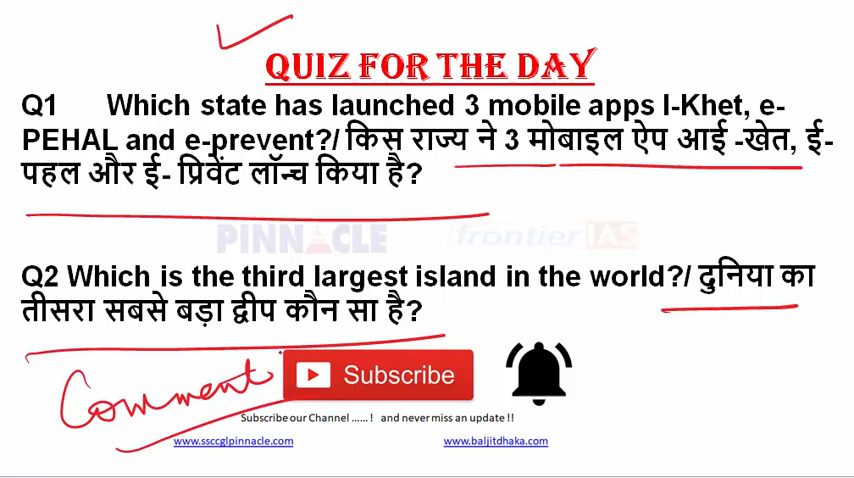 QUIZ FOR THE DAY
Q1 Which state has launched 3 mobile apps I-Khet, e-
PEHAL and e-prevent?/ किस राज्य ने 3 मोबाइल ऐप आई -खेत, ई-
पहल और ई- प्रिवेंट लॉन्च किया है?
PINNACLE frontier IAS
Q2 Which is the third largest island in the world?/ दुनिया का
तीसरा सबसे बड़ा द्वीप कौन सा है?
Comment Subscribe
Subscribe our Channel ...... ! and never miss an update !!
www.ssccglpinnacle.com www.baljitdhaka.com